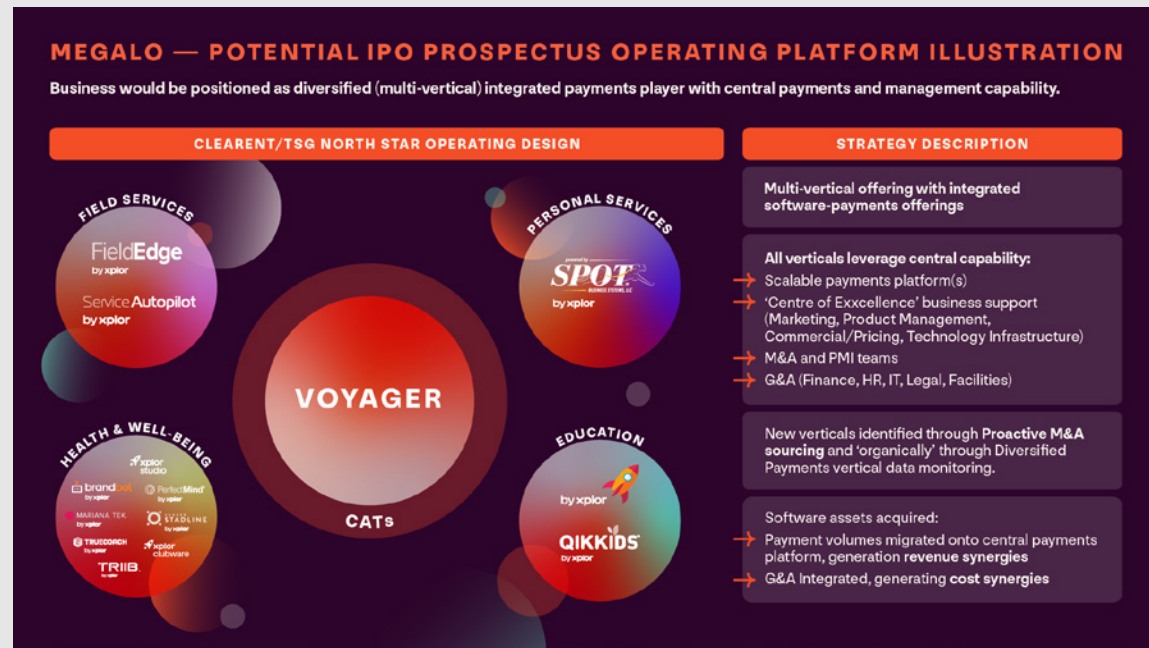 MEGALO — POTENTIAL IPO PROSPECTUS OPERATING PLATFORM ILLUSTRATION
Business would be positioned as diversified (multi-vertical) integrated payments player with central payments and management capability.
CLEARENT/TSG NORTH STAR OPERATING DESIGN
FIELD SERVICES
FieldEdge
by xplor
Service Autopilot
by xplor
PERSONAL SERVICES
powered by
SPOT
BUSINESS SYSTEMS, LLC
by xplor
VOYAGER
CATs
HEALTH & WELL-BEING
xplor
studio
brandbot
by xplor
PerfectMind
by xplor
MARIANA TEK
by xplor
STADLINE
by xplor
TRUECOACH
by xplor
xplor
clubware
TRIIB
by xplor
EDUCATION
by xplor
QIKKIDS
by xplor
STRATEGY DESCRIPTION
Multi-vertical offering with integrated
software-payments offerings
All verticals leverage central capability:
Scalable payments platform(s)
‘Centre of Exxcellence’ business support
(Marketing, Product Management,
Commercial/Pricing, Technology Infrastructure)
M&A and PMI teams
G&A (Finance, HR, IT, Legal, Facilities)
New verticals identified through Proactive M&A
sourcing and ‘organically’ through Diversified
Payments vertical data monitoring.
Software assets acquired:
Payment volumes migrated onto central payments
platform, generation revenue synergies
G&A Integrated, generating cost synergies